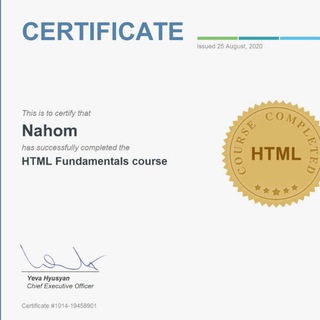 CERTIFICATE
Issued 25 August, 2020
This is to certify that
Nahom
has successfully completed the
HTML Fundamentals course
COURSE COMPLETED
HTML
Yeva Hyusyan
Chief Executive Officer
Certificate #1014-19458901